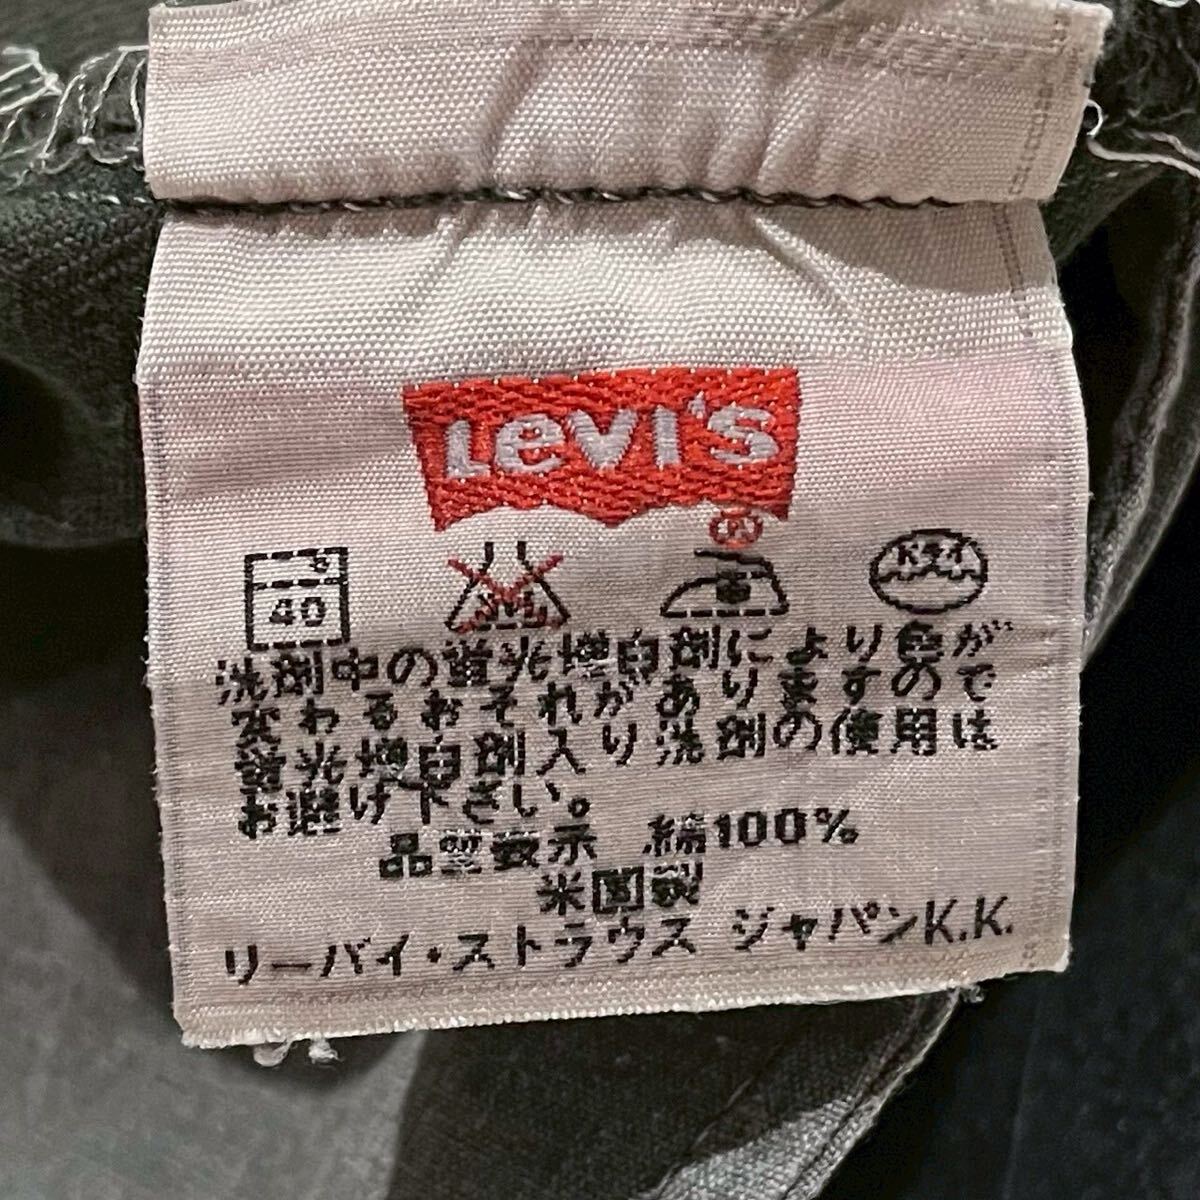 Levi's
®
40
ドライ
洗剤中の蛍光増白剤により色が
変わるおそれがありますので
蛍光増白剤入り洗剤の使用は
お避け下さい。
品質表示 綿100%
米国製
リーバイ・ストラウス ジャパンK.K.